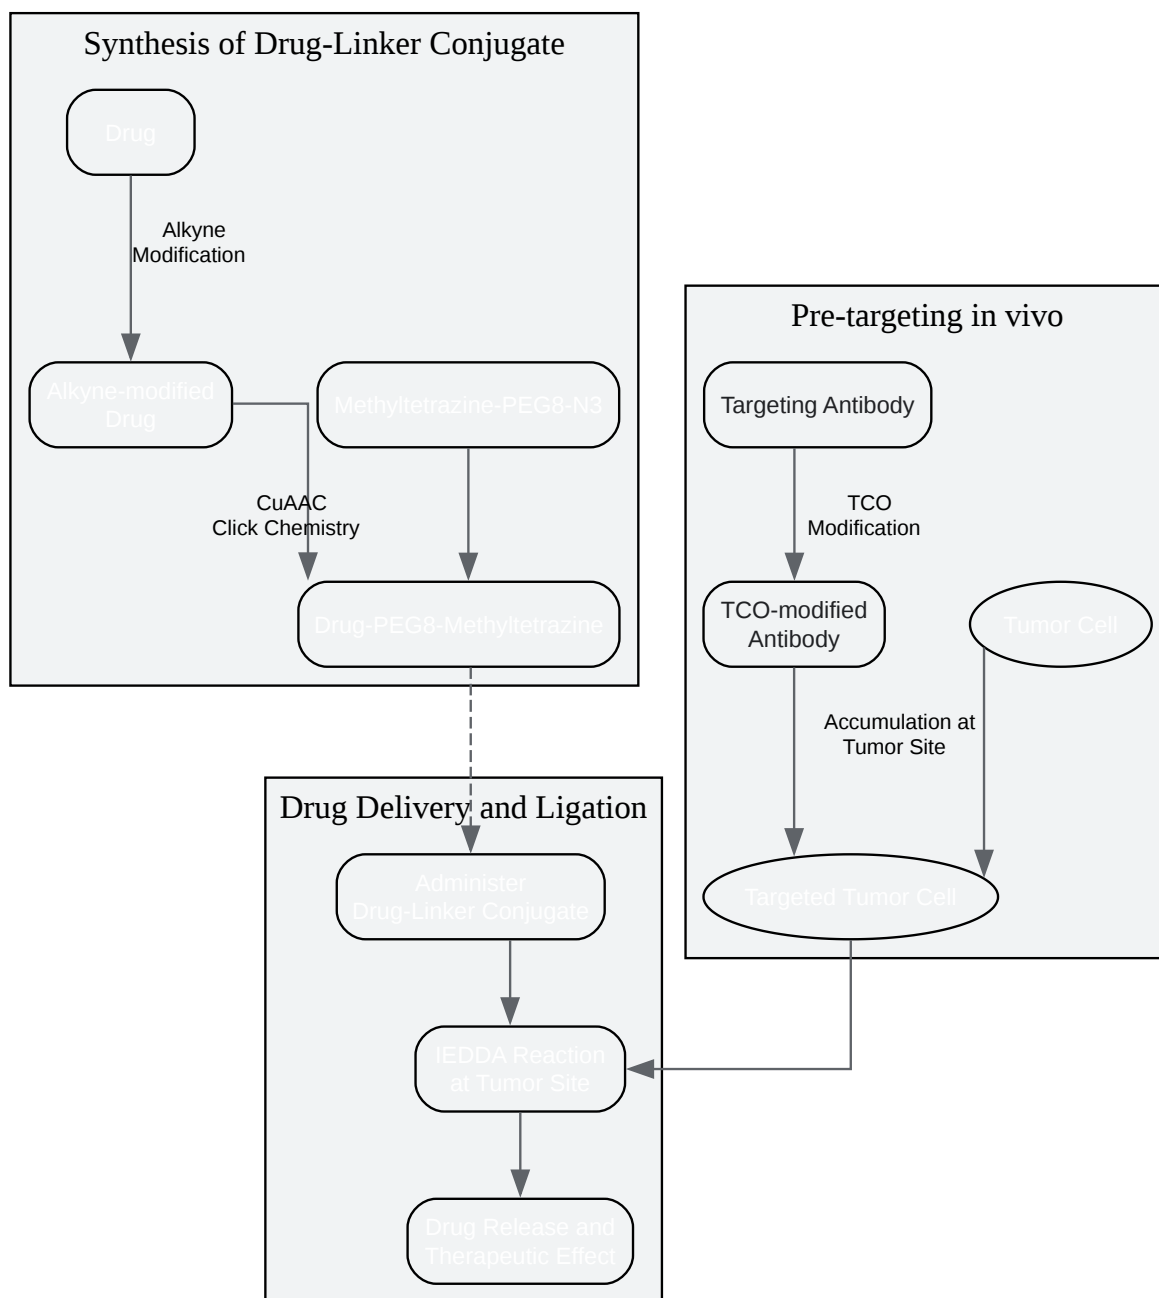 Synthesis of Drug-Linker Conjugate
Drug
Alkyne
Modification
Alkyne-modified
Drug
Methyltetrazine-PEG8-N3
CuAAC
Click Chemistry
Drug-PEG8-Methyltetrazine
Pre-targeting in vivo
Targeting Antibody
TCO
Modification
TCO-modified
Antibody
Tumor Cell
Accumulation at
Tumor Site
Targeted Tumor Cell
Drug Delivery and Ligation
Administer
Drug-Linker Conjugate
IEDDA Reaction
at Tumor Site
Drug Release and
Therapeutic Effect